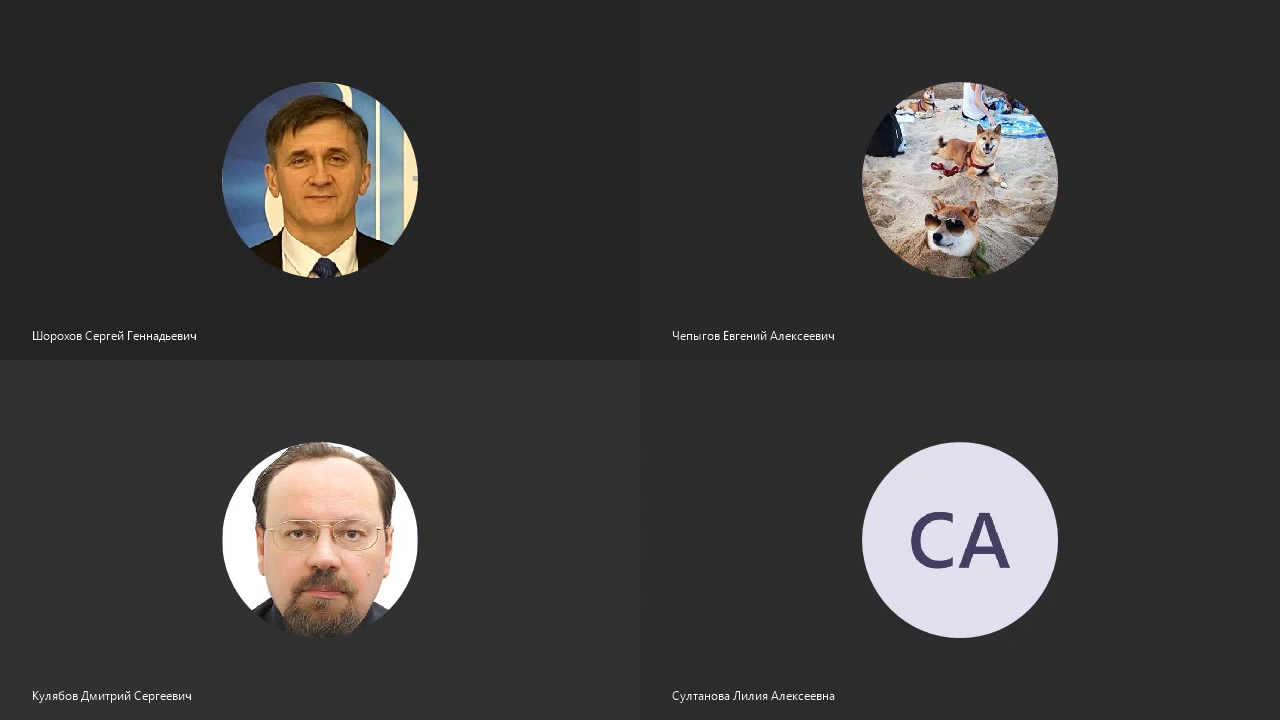 Шорохов Сергей Геннадьевич
Чепыгов Евгений Алексеевич
Кулябов Дмитрий Сергеевич
СА
Султанова Лилия Алексеевна